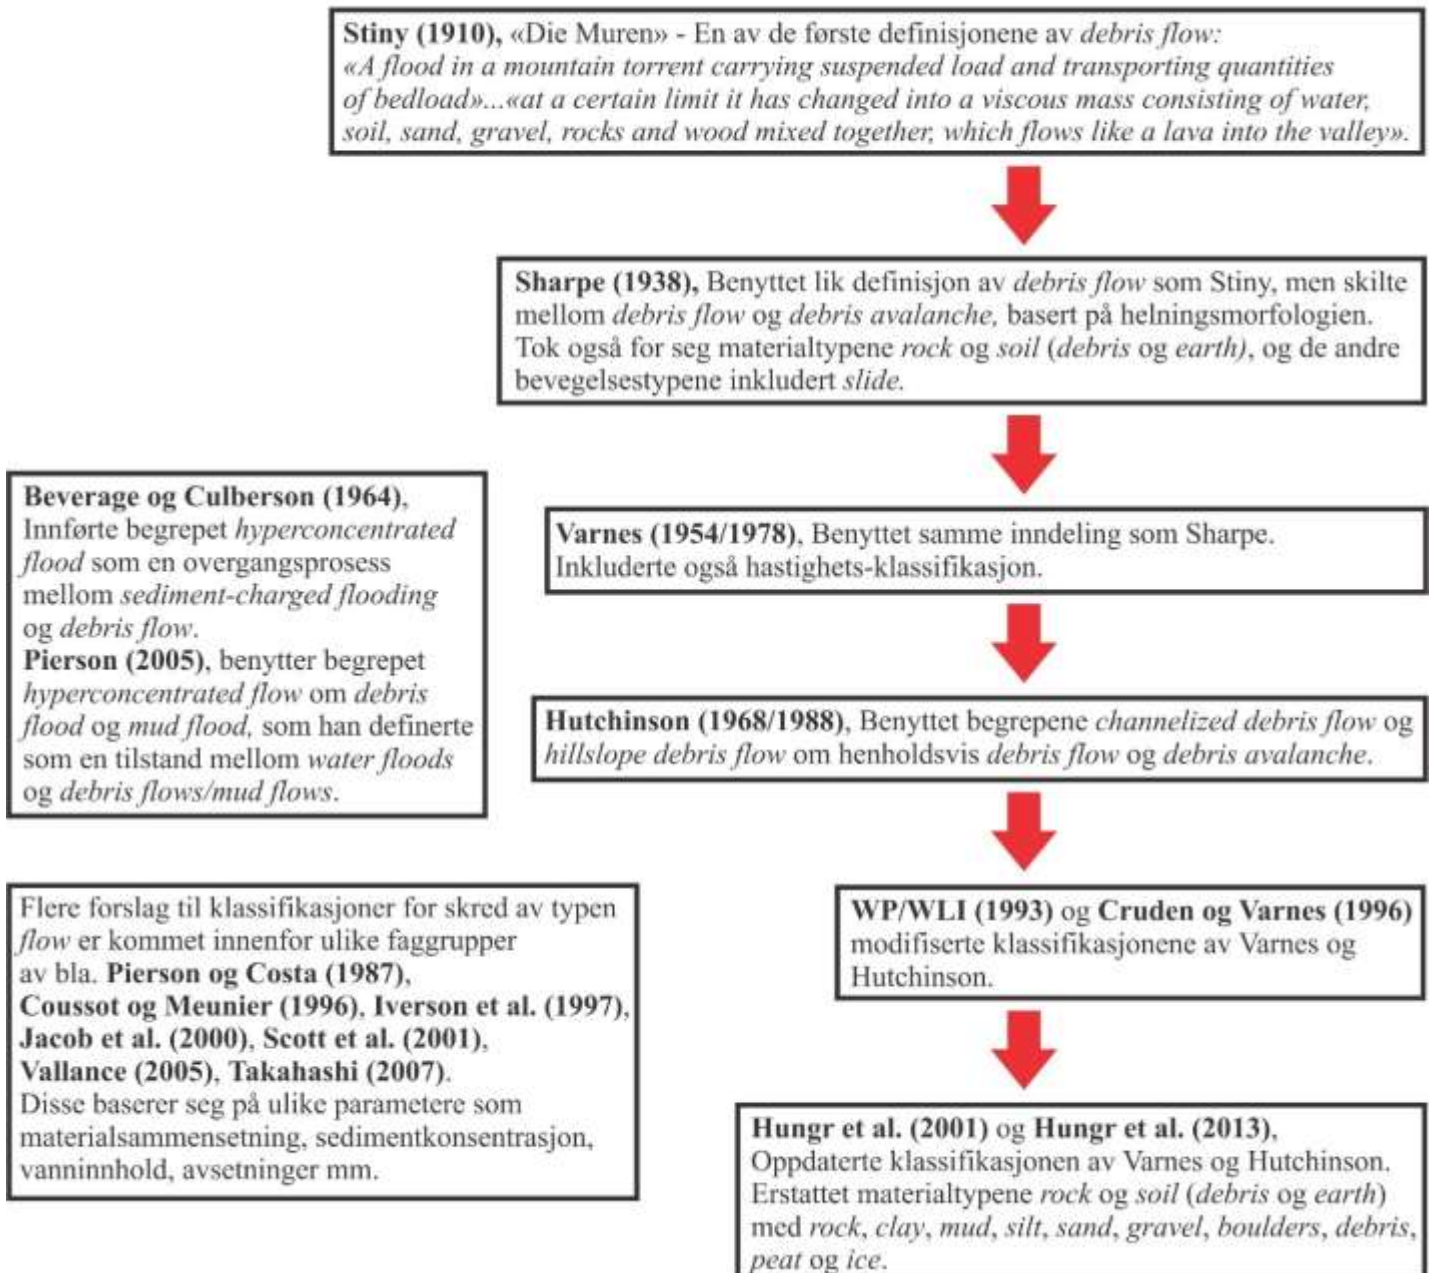 Stiny (1910), «Die Muren» - En av de første definisjonene av debris flow:
«A flood in a mountain torrent carrying suspended load and transporting quantities
of bedload»...«at a certain limit it has changed into a viscous mass consisting of water,
soil, sand, gravel, rocks and wood mixed together, which flows like a lava into the valley».
Sharpe (1938), Benyttet lik definisjon av debris flow som Stiny, men skilte
mellom debris flow og debris avalanche, basert på helningsmorfologien.
Tok også for seg materialtypene rock og soil (debris og earth), og de andre
bevegelsestypene inkludert slide.
Beverage og Culberson (1964),
Innførte begrepet hyperconcentrated
flood som en overgangsprosess
mellom sediment-charged flooding
og debris flow.
Pierson (2005), benytter begrepet
hyperconcentrated flow om debris
flood og mud flood, som han definerte
som en tilstand mellom water floods
og debris flows/mud flows.
Varnes (1954/1978), Benyttet samme inndeling som Sharpe.
Inkluderte også hastighets-klassifikasjon.
Hutchinson (1968/1988), Benyttet begrepene channelized debris flow og
hillslope debris flow om henholdsvis debris flow og debris avalanche.
Flere forslag til klassifikasjoner for skred av typen
flow er kommet innenfor ulike faggrupper
av bla. Pierson og Costa (1987),
Coussot og Meunier (1996), Iverson et al. (1997),
Jacob et al. (2000), Scott et al. (2001),
Vallance (2005), Takahashi (2007).
Disse baserer seg på ulike parametere som
materialsammensetning, sedimentkonsentrasjon,
vanninnhold, avsetninger mm.
WP/WLI (1993) og Cruden og Varnes (1996)
modifiserte klassifikasjonene av Varnes og
Hutchinson.
Hungr et al. (2001) og Hungr et al. (2013),
Oppdaterte klassifikasjonen av Varnes og Hutchinson.
Erstattet materialtypene rock og soil (debris og earth)
med rock, clay, mud, silt, sand, gravel, boulders, debris,
peat og ice.